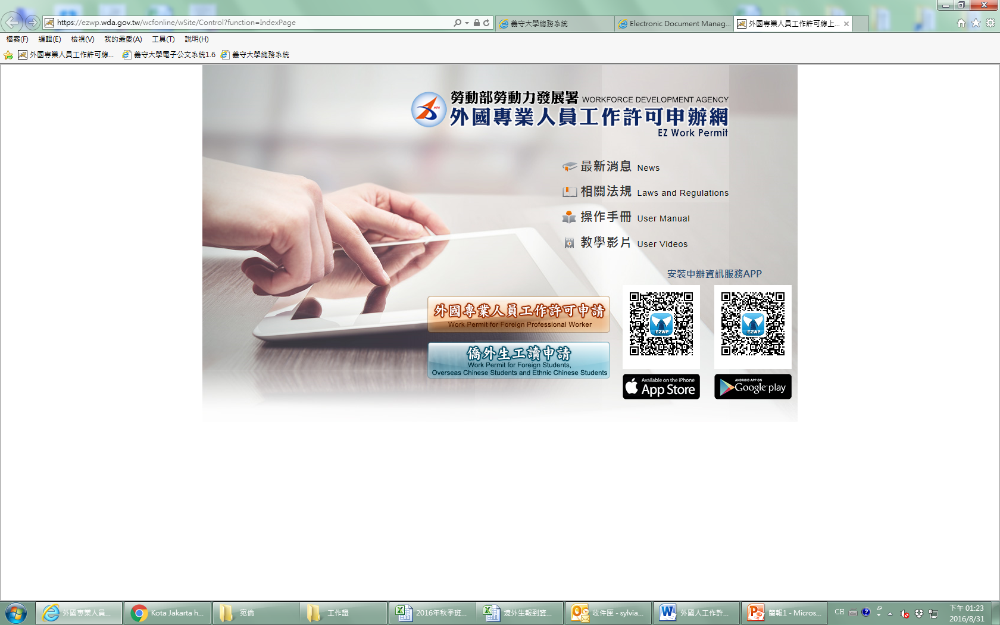 https://ezwp.wda.gov.tw/wcfonline/wSite/Control?function=IndexPage
義守大學總務系統
Electronic Document Manag...
外國專業人員工作許可線上...
檔案(F) 編輯(E) 檢視(V) 我的最愛(A) 工具(T) 說明(H)
外國專業人員工作許可線... 義守大學電子公文系統1.6 義守大學總務系統
勞動部勞動力發展署 WORKFORCE DEVELOPMENT AGENCY
外國專業人員工作許可申辦網
EZ Work Permit
最新消息 News
相關法規 Laws and Regulations
操作手冊 User Manual
教學影片 User Videos
安裝申辦資訊服務APP
外國專業人員工作許可申請
Work Permit for Foreign Professional Worker
僑外生工讀申請
Work Permit for Foreign Students,
Overseas Chinese Students and Ethnic Chinese Students
EZWP
EZWP
Available on the iPhone
App Store
ANDROID APP ON
Google play
外國專業人員... Kota Jakarta h... 宛倫 工作證 2016年秋季班... 境外生報到資... 收件匣 - sylvia... 外國人工作許... 簡報1 - Micros...
CH
下午 01:23
2016/8/31